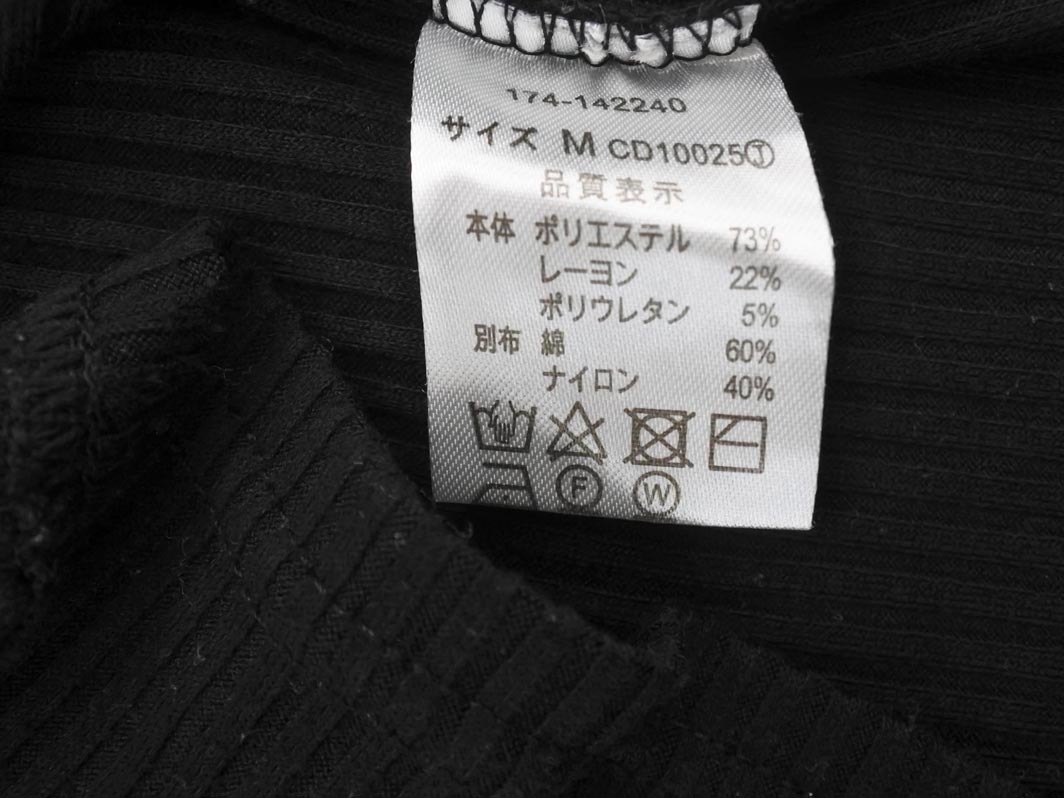 174-142240
サイズ M CD10025Ⓣ
品質表示
本体 ポリエステル 73%
レーヨン 22%
ポリウレタン 5%
別布 綿 60%
ナイロン 40%
Ⓕ Ⓦ